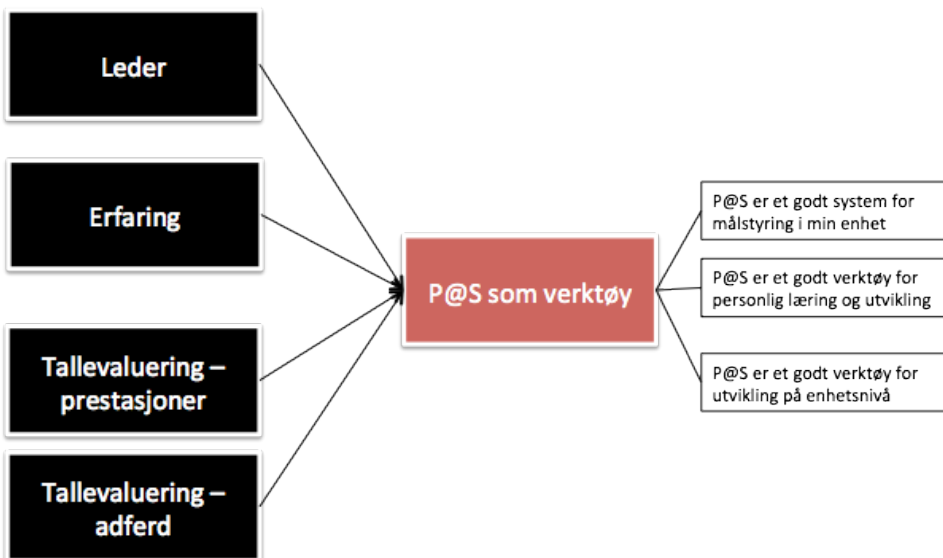 Leder
Erfaring
Tallevaluering –
prestasjoner
Tallevaluering –
adferd
P@S som verktøy
P@S er et godt system for
målstyring i min enhet
P@S er et godt verktøy for
personlig læring og utvikling
P@S er et godt verktøy for
utvikling på enhetsnivå